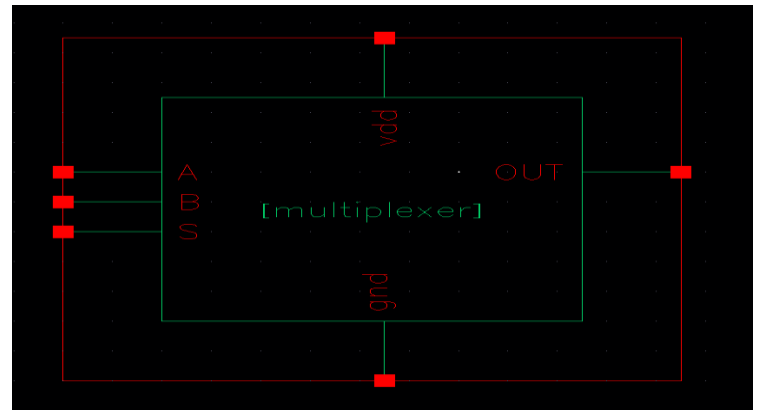 vdd
A
OUT
B
[multiplexer]
S
gnd